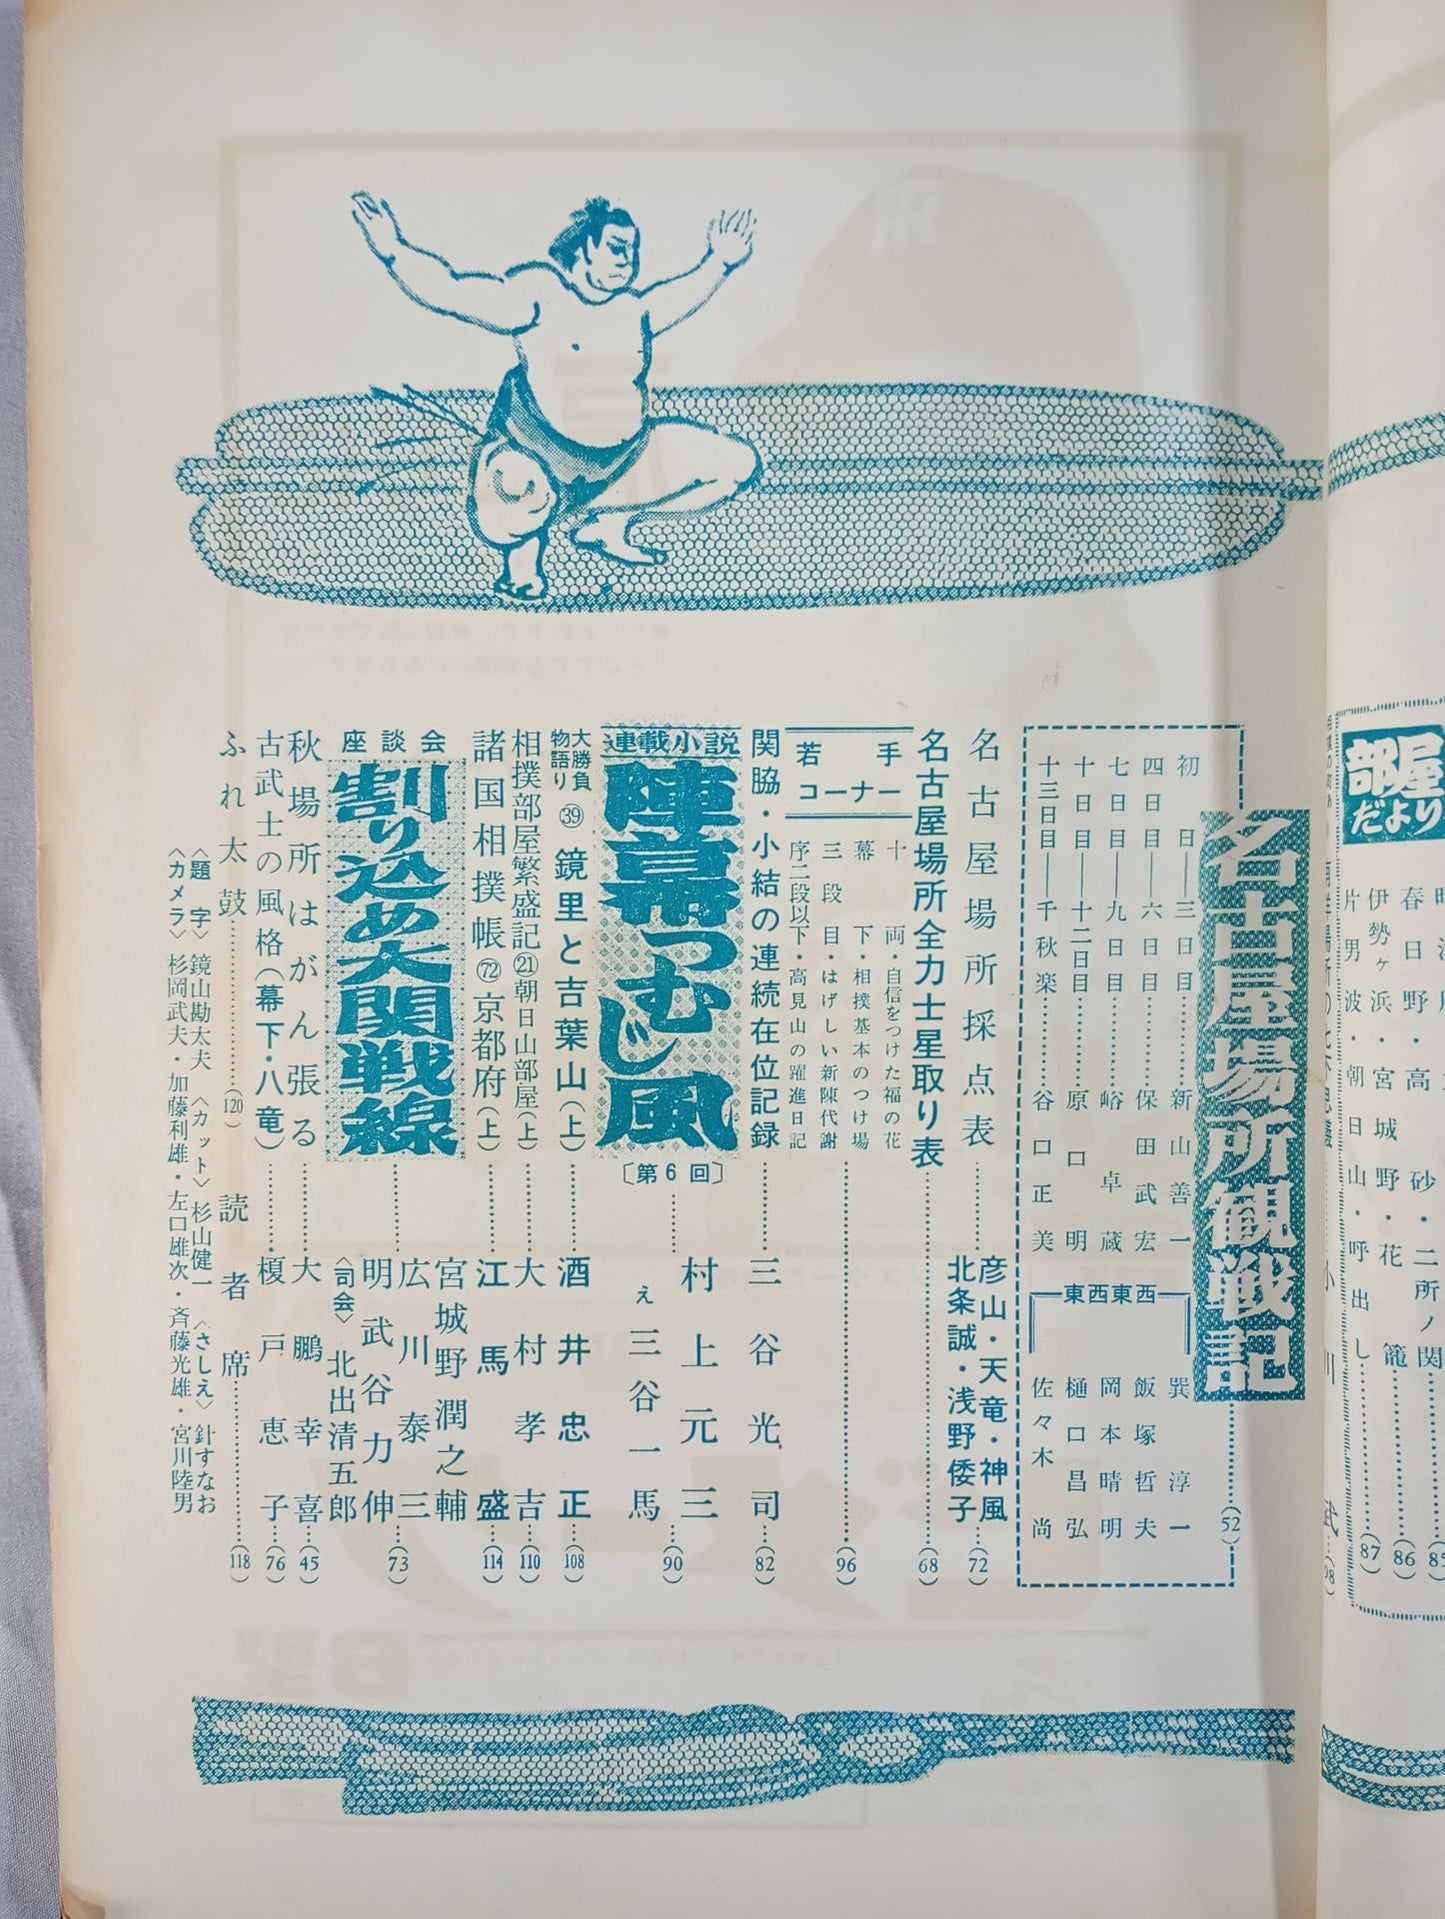 部屋
だより
春日野・高砂・二所ノ関
(86)
伊勢ヶ浜・宮城野・花籠
片男波・朝日山・呼出し
(87)
名古屋場所観戦記
(52)
初日―三日目 新山善一 巽淳一
四日目―六日目 保田武宏 飯塚哲夫
七日目―九日目 峪卓蔵 岡本晴明
十日目―十二日目 原口明 樋口昌弘
十三日目―千秋楽 谷口正美 佐々木尚
東西東西
名古屋場所採点表 彦山・天竜・神風 北条誠・浅野倭子 (72)
名古屋場所全力士星取り表 (68)
若手コーナー
十両・自信をつけた福の花
幕下・相撲基本のつけ場
三段目・はげしい新陳代謝
序二段以下・高見山の躍進日記
(96)
関脇・小結の連続在位記録 三谷光司 (82)
連載小説
陣幕つむじ風
〔第6回〕
村上元三
え 三谷一馬
(90)
大勝負物語り㊴ 鏡里と吉葉山(上) 酒井忠正 (108)
相撲部屋繁盛記㉑朝日山部屋(上) 大村孝吉 (110)
諸国相撲帳㊷京都府(上) 江馬盛 (114)
座談会
割り込め大関戦線
宮城野潤之輔
広川泰三
明武谷力伸
〈司会〉北出清五郎
(73)
秋場所はがん張る 大鵬幸喜 (45)
古武士の風格(幕下・八竜) 榎戸恵子 (76)
ふれ太鼓 (120) 読者席 (118)
〈題字〉鏡山勘太夫 〈カット〉杉山健一 〈さしえ〉針すなお
〈カメラ〉杉岡武夫・加藤利雄・左口雄次・斉藤光雄・宮川陸男